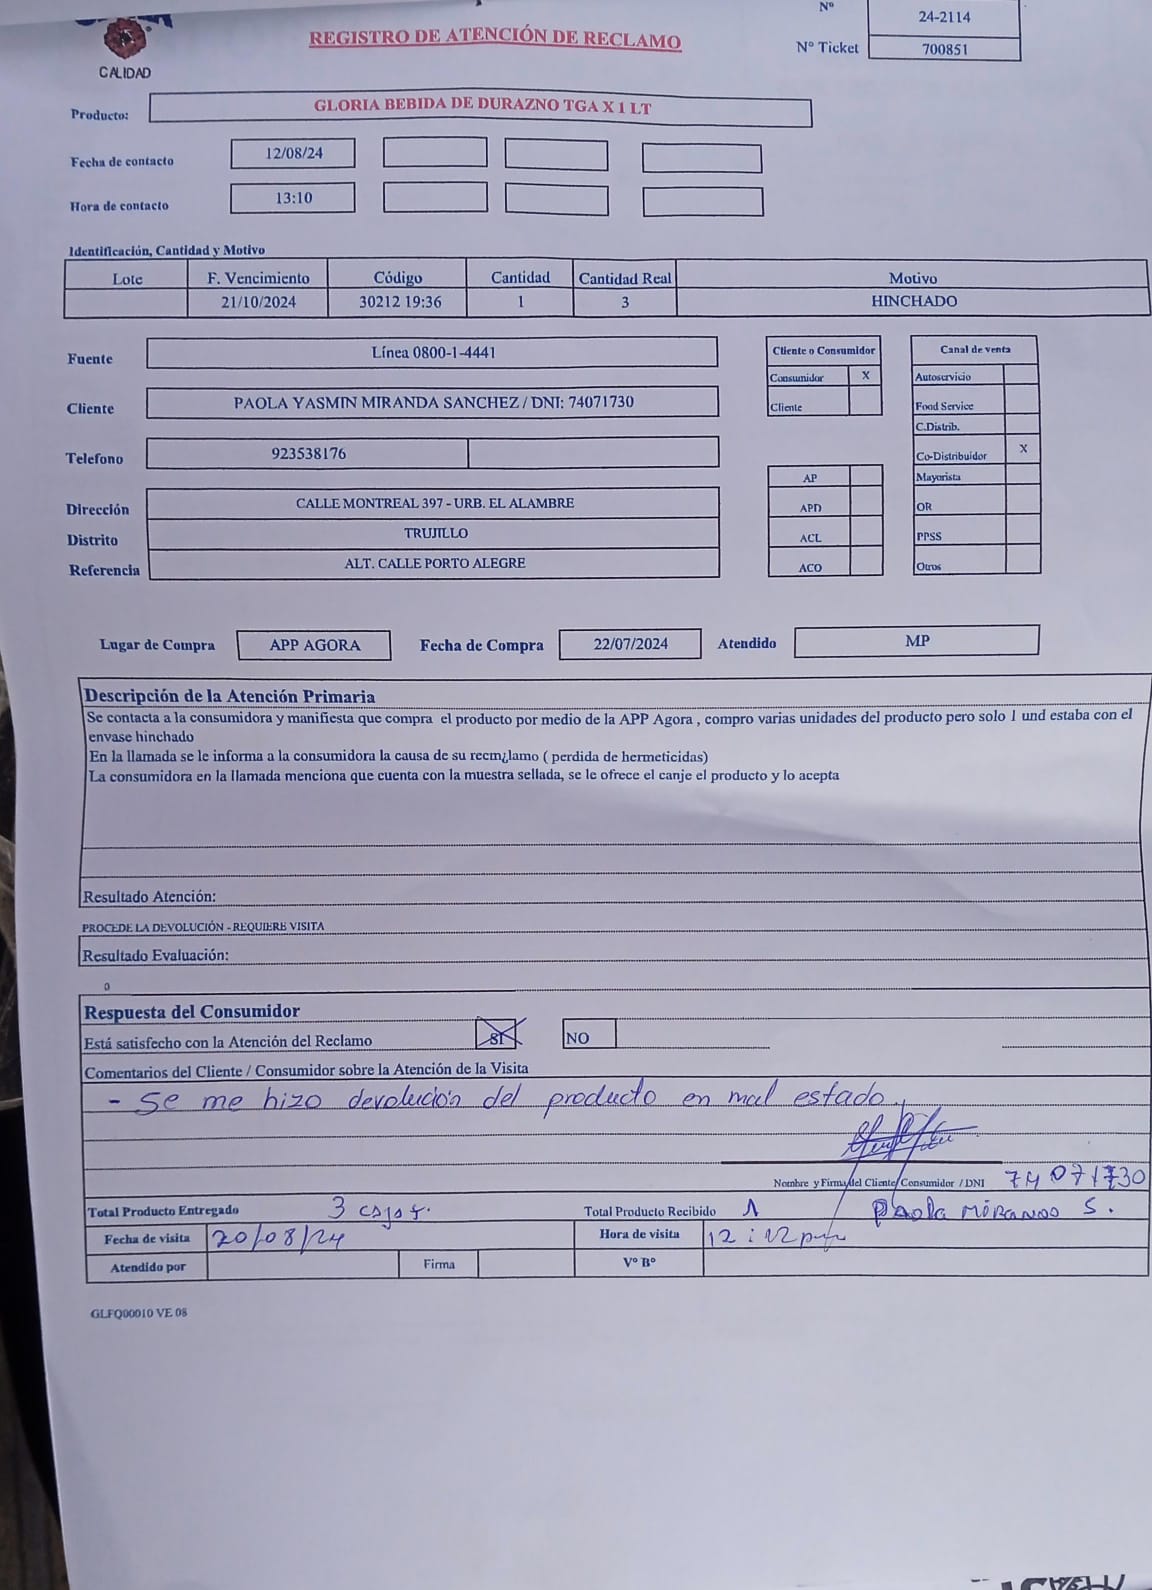 CALIDAD
REGISTRO DE ATENCIÓN DE RECLAMO
Nº 24-2114
Nº Ticket 700851
Producto: GLORIA BEBIDA DE DURAZNO TGA X 1 LT
Fecha de contacto 12/08/24
Hora de contacto 13:10
Identificación, Cantidad y Motivo
Lote F. Vencimiento Código Cantidad Cantidad Real Motivo
21/10/2024 30212 19:36 1 3 HINCHADO
Fuente Línea 0800-1-4441
Cliente PAOLA YASMIN MIRANDA SANCHEZ / DNI: 74071730
Telefono 923538176
Dirección CALLE MONTREAL 397 - URB. EL ALAMBRE
Distrito TRUJILLO
Referencia ALT. CALLE PORTO ALEGRE
Cliente o Consumidor
Consumidor X
Cliente
AP
APD
ACL
ACO
Canal de venta
Autoservicio
Food Service
C.Distrib.
Co-Distribuidor X
Mayorista
OR
PPSS
Otros
Lugar de Compra APP AGORA Fecha de Compra 22/07/2024 Atendido MP
Descripción de la Atención Primaria
Se contacta a la consumidora y manifiesta que compra el producto por medio de la APP Agora , compro varias unidades del producto pero solo 1 und estaba con el
envase hinchado
En la llamada se le informa a la consumidora la causa de su recm¿lamo ( perdida de hermeticidas)
La consumidora en la llamada menciona que cuenta con la muestra sellada, se le ofrece el canje el producto y lo acepta
Resultado Atención:
PROCEDE LA DEVOLUCIÓN - REQUIERE VISITA
Resultado Evaluación:
0
Respuesta del Consumidor
Está satisfecho con la Atención del Reclamo SI NO
Comentarios del Cliente / Consumidor sobre la Atención de la Visita
- Se me hizo devolución del producto en mal estado.
Nombre y Firma del Cliente/Consumidor / DNI 74071730
Total Producto Entregado 3 cajas. Total Producto Recibido 1 Paola MIRANDA S.
Fecha de visita 20/08/24 Hora de visita 12:12 pm
Atendido por Firma Vº Bº
GLFQ00010 VE 08